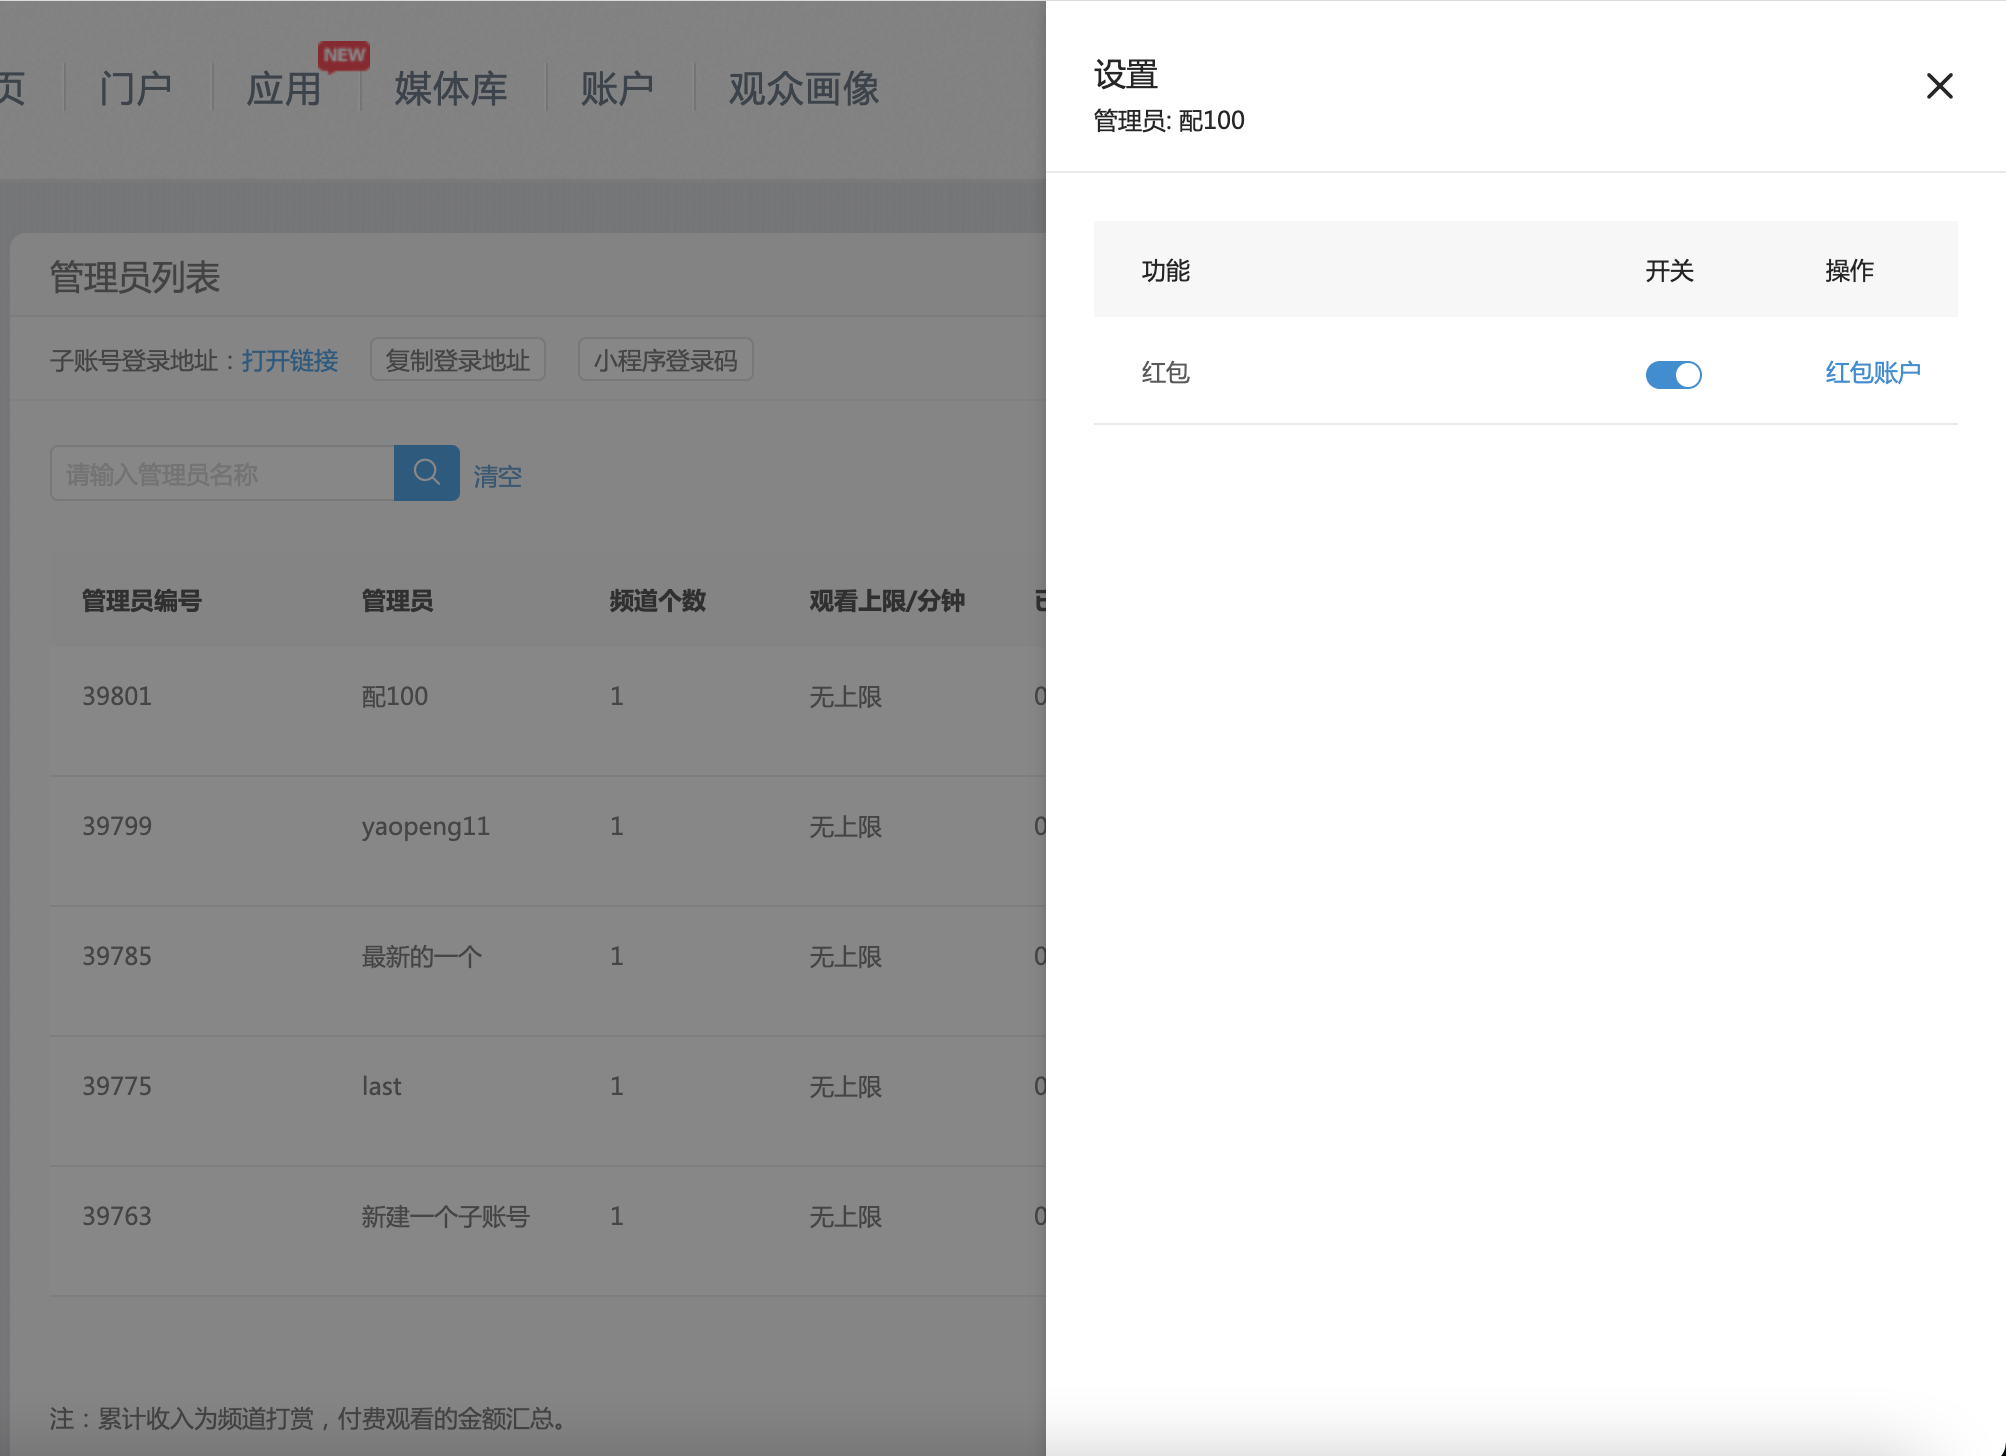 页 门户 应用 NEW 媒体库 账户 观众画像
管理员列表
子账号登录地址：打开链接 复制登录地址 小程序登录码
请输入管理员名称 清空
管理员编号 管理员 频道个数 观看上限/分钟
39801 配100 1 无上限 0
39799 yaopeng11 1 无上限 0
39785 最新的一个 1 无上限 0
39775 last 1 无上限 0
39763 新建一个子账号 1 无上限 0
注：累计收入为频道打赏，付费观看的金额汇总。
设置
管理员: 配100
功能 开关 操作
红包 红包账户